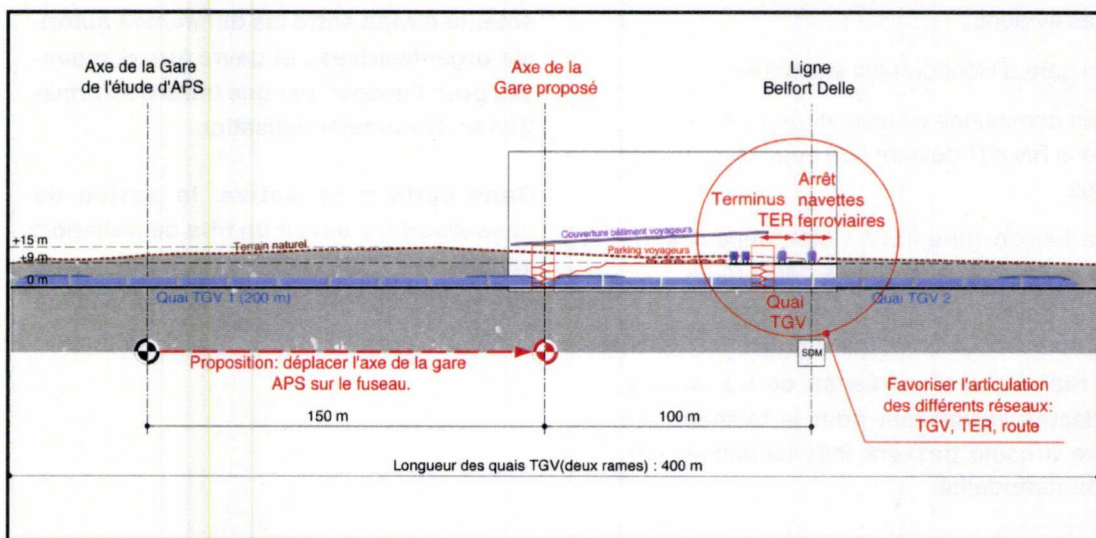 Axe de la Gare
de l'étude d'APS
Axe de la
Gare proposé
Ligne
Belfort Delle
Arrêt
Terminus navettes
TER frontalières
+15 m
Terrain naturel
Couverture bâtiment voyageurs
Parking voyageurs
+9 m
0 m
Quai TGV 1 (200 m)
Quai
TGV
Quai TGV 2
SDM
Proposition: déplacer l'axe de la gare
APS sur le fuseau.
Favoriser l'articulation
des différents réseaux:
TGV, TER, route
150 m
100 m
Longueur des quais TGV(deux rames) : 400 m